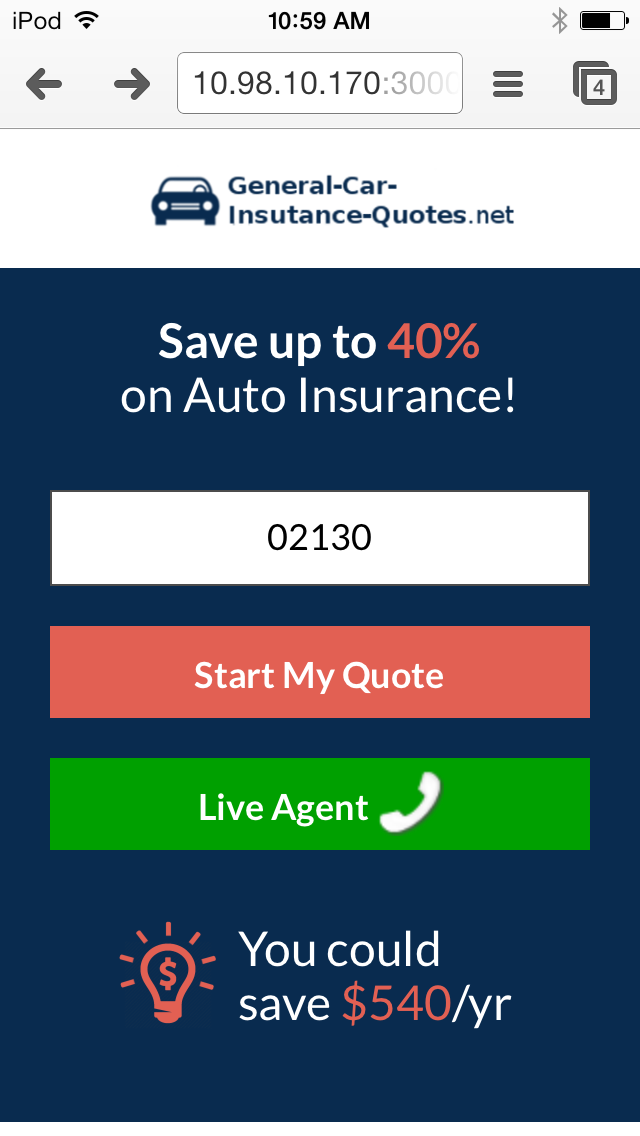 iPod 10:59 AM
10.98.10.170:3000
4
General-Car-
Insutance-Quotes.net
Save up to 40%
on Auto Insurance!
02130
Start My Quote
Live Agent
$
You could
save $540/yr